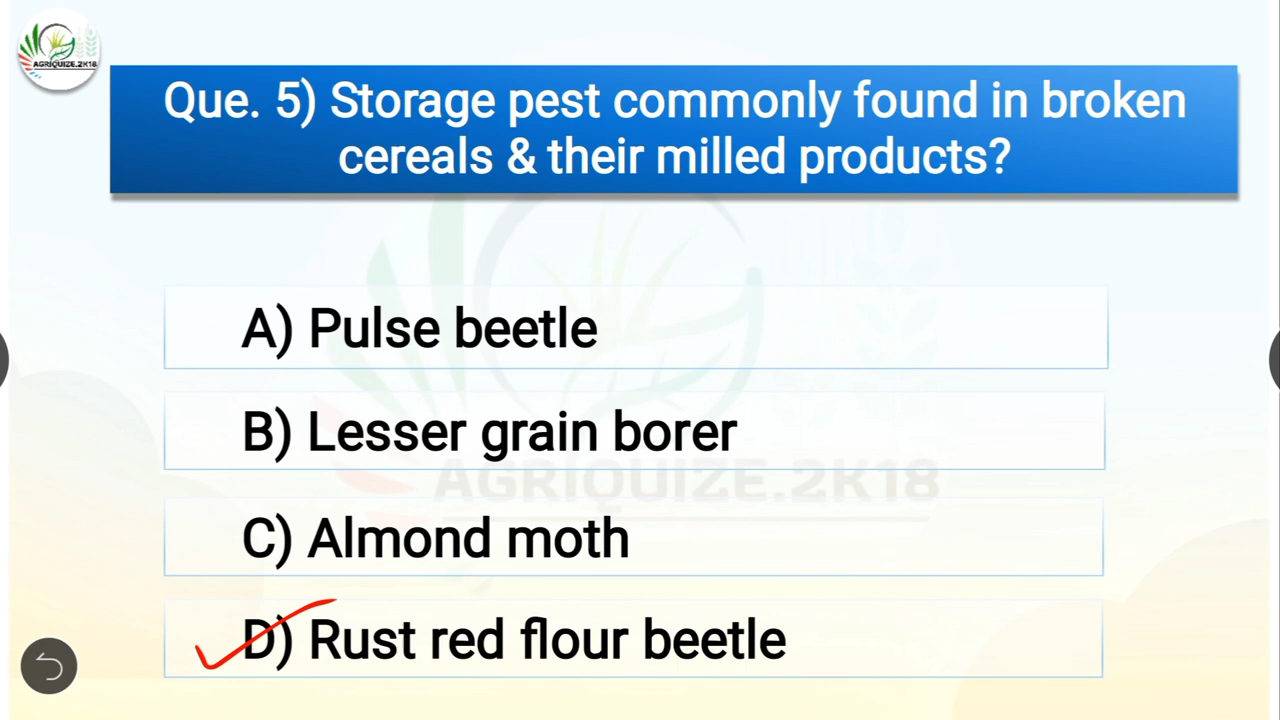 AGRIQUIZE.2K18
Que. 5) Storage pest commonly found in broken
cereals & their milled products?
A) Pulse beetle
B) Lesser grain borer
AGRIQUIZE.2K18
C) Almond moth
D) Rust red flour beetle